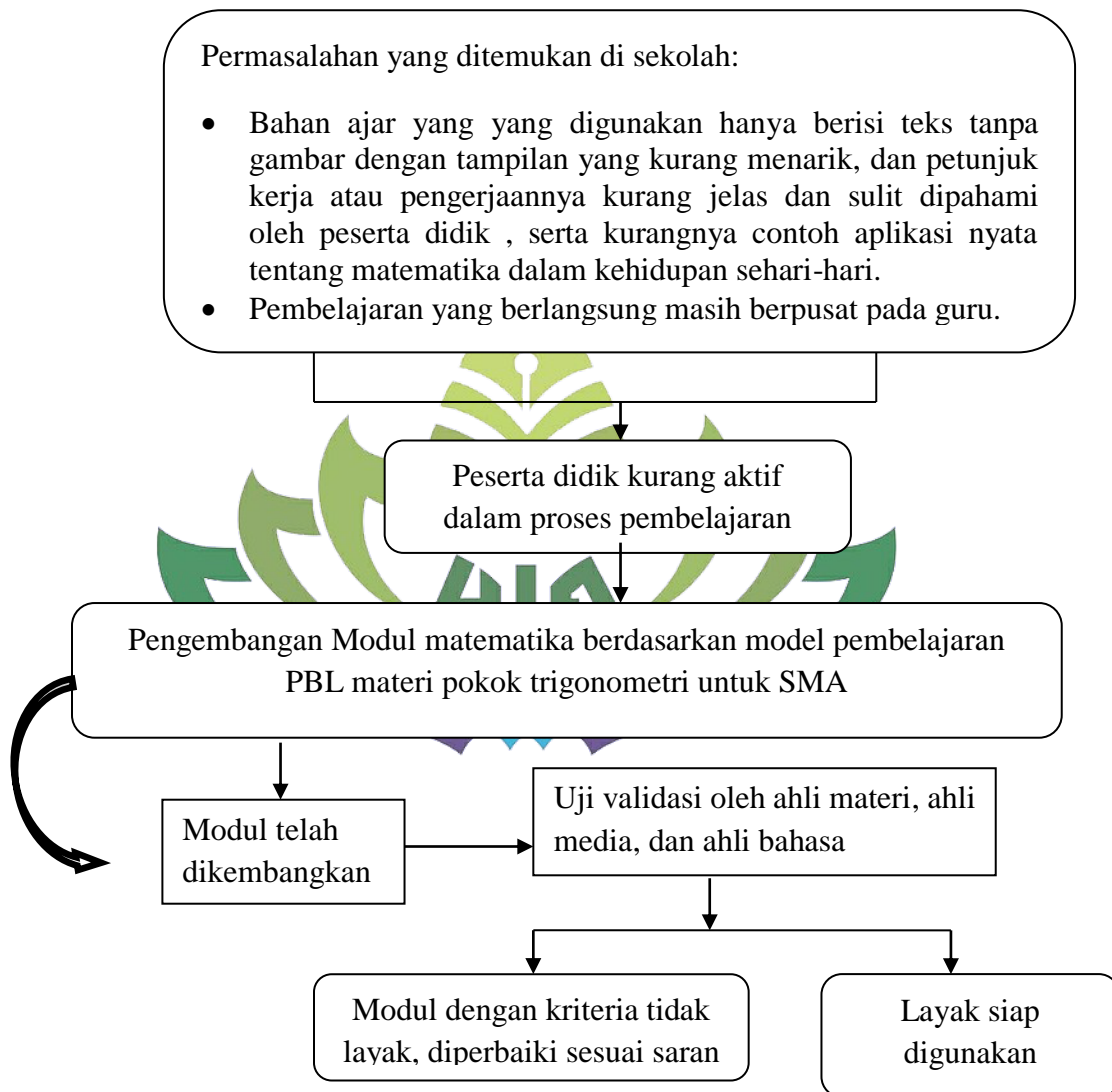 Permasalahan yang ditemukan di sekolah:
• Bahan ajar yang yang digunakan hanya berisi teks tanpa
gambar dengan tampilan yang kurang menarik, dan petunjuk
kerja atau pengerjaannya kurang jelas dan sulit dipahami
oleh peserta didik , serta kurangnya contoh aplikasi nyata
tentang matematika dalam kehidupan sehari-hari.
• Pembelajaran yang berlangsung masih berpusat pada guru.
Peserta didik kurang aktif
dalam proses pembelajaran
Pengembangan Modul matematika berdasarkan model pembelajaran
PBL materi pokok trigonometri untuk SMA
Modul telah
dikembangkan
Uji validasi oleh ahli materi, ahli
media, dan ahli bahasa
Modul dengan kriteria tidak
layak, diperbaiki sesuai saran
Layak siap
digunakan